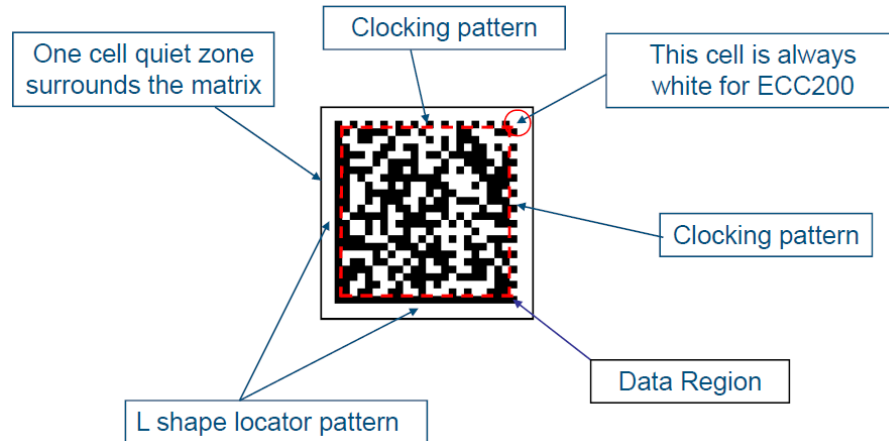 Clocking pattern
One cell quiet zone
surrounds the matrix
This cell is always
white for ECC200
Clocking pattern
Data Region
L shape locator pattern